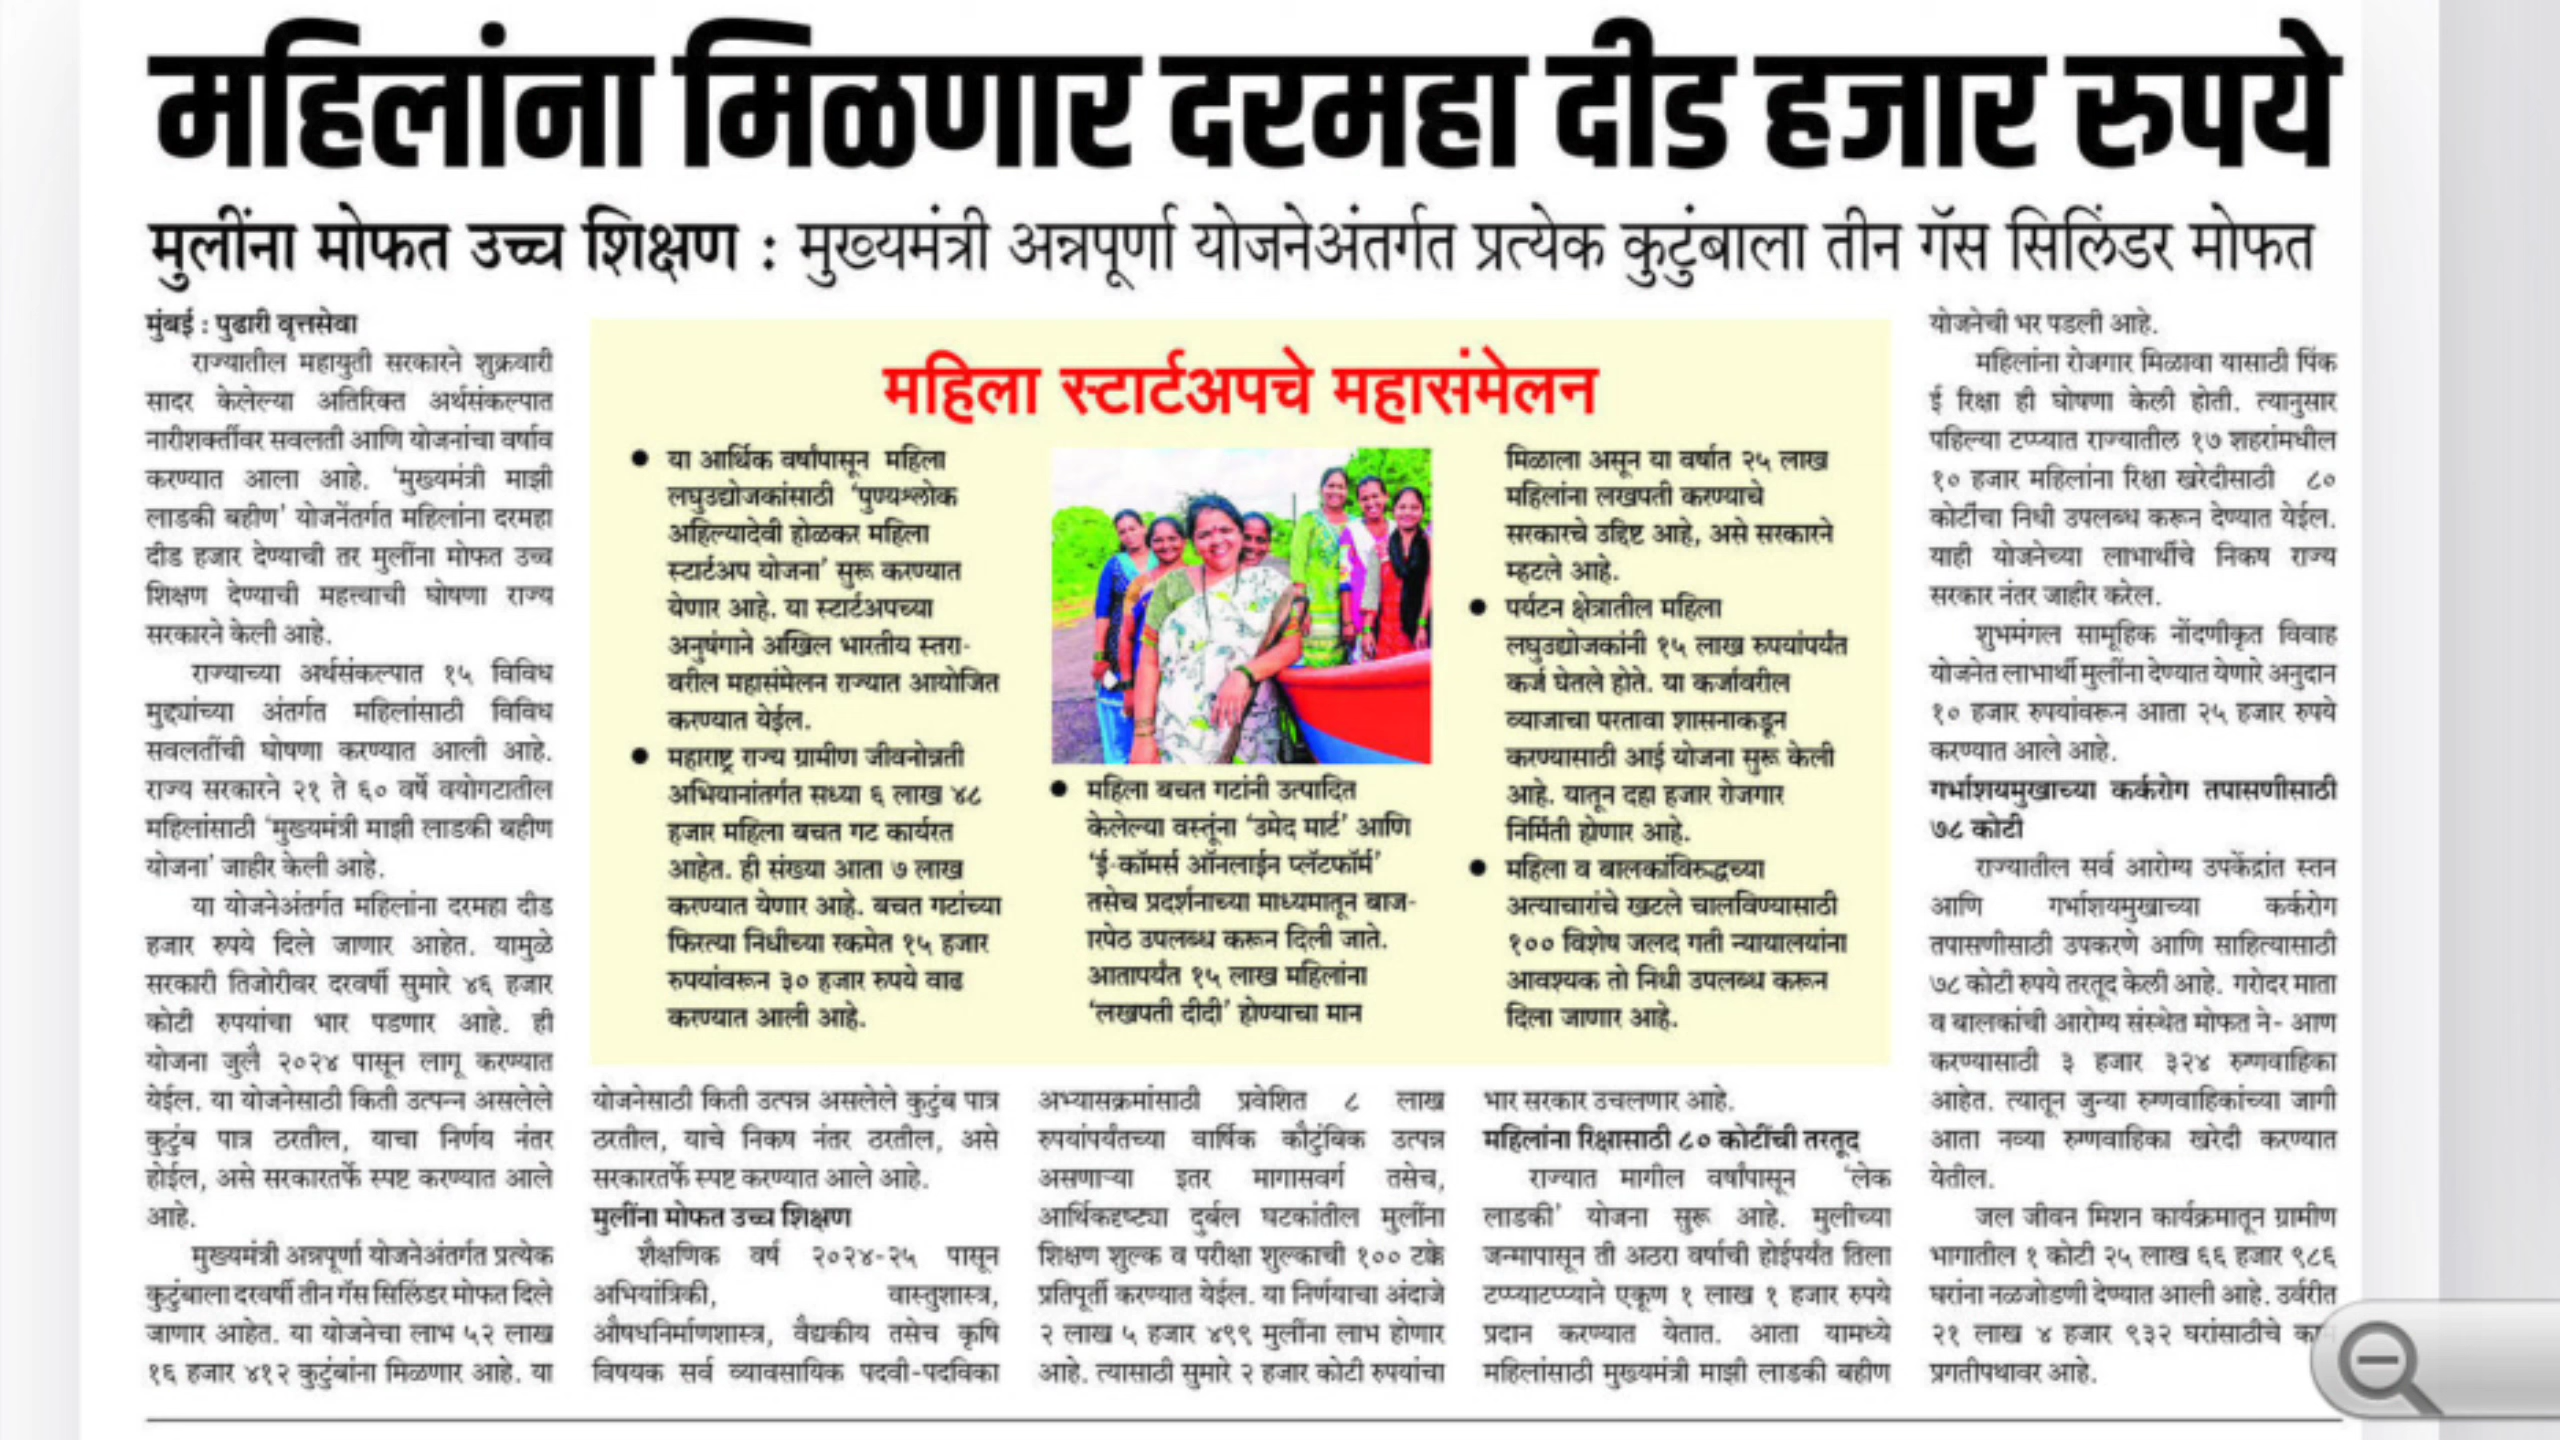 महिलांना मिळणार दरमहा दीड हजार रुपये
मुलींना मोफत उच्च शिक्षण : मुख्यमंत्री अन्नपूर्णा योजनेअंतर्गत प्रत्येक कुटुंबाला तीन गॅस सिलिंडर मोफत
मुंबई : पुढारी वृत्तसेवा
राज्यातील महायुती सरकारने शुक्रवारी
सादर केलेल्या अतिरिक्त अर्थसंकल्पात
नारीशक्तींवर सवलती आणि योजनांचा वर्षाव
करण्यात आला आहे. ‘मुख्यमंत्री माझी
लाडकी बहीण’ योजनेंतर्गत महिलांना दरमहा
दीड हजार देण्याची तर मुलींना मोफत उच्च
शिक्षण देण्याची महत्त्वाची घोषणा राज्य
सरकारने केली आहे.
राज्याच्या अर्थसंकल्पात १५ विविध
मुद्द्यांच्या अंतर्गत महिलांसाठी विविध
सवलतींची घोषणा करण्यात आली आहे.
राज्य सरकारने २१ ते ६० वर्षे वयोगटातील
महिलांसाठी ‘मुख्यमंत्री माझी लाडकी बहीण
योजना’ जाहीर केली आहे.
या योजनेअंतर्गत महिलांना दरमहा दीड
हजार रुपये दिले जाणार आहेत. यामुळे
सरकारी तिजोरीवर दरवर्षी सुमारे ४६ हजार
कोटी रुपयांचा भार पडणार आहे. ही
योजना जुलै २०२४ पासून लागू करण्यात
येईल. या योजनेसाठी किती उत्पन्न असलेले
कुटुंब पात्र ठरतील, याचा निर्णय नंतर
होईल, असे सरकारतर्फे स्पष्ट करण्यात आले
आहे.
मुख्यमंत्री अन्नपूर्णा योजनेअंतर्गत प्रत्येक
कुटुंबाला दरवर्षी तीन गॅस सिलिंडर मोफत दिले
जाणार आहेत. या योजनेचा लाभ ५२ लाख
१६ हजार ४१२ कुटुंबांना मिळणार आहे. या
महिला स्टार्टअपचे महासंमेलन
● या आर्थिक वर्षापासून महिला
लघुउद्योजकांसाठी ‘पुण्यश्लोक
अहिल्यादेवी होळकर महिला
स्टार्टअप योजना’ सुरू करण्यात
येणार आहे. या स्टार्टअपच्या
अनुषंगाने अखिल भारतीय स्तरा-
वरील महासंमेलन राज्यात आयोजित
करण्यात येईल.
● महाराष्ट्र राज्य ग्रामीण जीवनोन्नती
अभियानांतर्गत सध्या ६ लाख ४८
हजार महिला बचत गट कार्यरत
आहेत. ही संख्या आता ७ लाख
करण्यात येणार आहे. बचत गटांच्या
फिरत्या निधीच्या रकमेत १५ हजार
रुपयांवरून ३० हजार रुपये वाढ
करण्यात आली आहे.
● महिला बचत गटांनी उत्पादित
केलेल्या वस्तूंना ‘उमेद मार्ट’ आणि
‘ई-कॉमर्स ऑनलाईन प्लॅटफॉर्म’
तसेच प्रदर्शनाच्या माध्यमातून बाज-
ारपेठ उपलब्ध करून दिली जाते.
आतापर्यंत १५ लाख महिलांना
‘लखपती दीदी’ होण्याचा मान
मिळाला असून या वर्षात २५ लाख
महिलांना लखपती करण्याचे
सरकारचे उद्दिष्ट आहे, असे सरकारने
म्हटले आहे.
● पर्यटन क्षेत्रातील महिला
लघुउद्योजकांनी १५ लाख रुपयांपर्यंत
कर्ज घेतले होते. या कर्जावरील
व्याजाचा परतावा शासनाकडून
करण्यासाठी आई योजना सुरू केली
आहे. यातून दहा हजार रोजगार
निर्मिती होणार आहे.
● महिला व बालकांविरुद्धच्या
अत्याचारांचे खटले चालविण्यासाठी
१०० विशेष जलद गती न्यायालयांना
आवश्यक तो निधी उपलब्ध करून
दिला जाणार आहे.
योजनेसाठी किती उत्पन्न असलेले कुटुंब पात्र
ठरतील, याचे निकष नंतर ठरतील, असे
सरकारतर्फे स्पष्ट करण्यात आले आहे.
मुलींना मोफत उच्च शिक्षण
शैक्षणिक वर्ष २०२४-२५ पासून
अभियांत्रिकी, वास्तुशास्त्र,
औषधनिर्माणशास्त्र, वैद्यकीय तसेच कृषि
विषयक सर्व व्यावसायिक पदवी-पदविका
अभ्यासक्रमांसाठी प्रवेशित ८ लाख
रुपयांपर्यंतच्या वार्षिक कौटुंबिक उत्पन्न
असणाऱ्या इतर मागासवर्ग तसेच,
आर्थिकदृष्ट्या दुर्बल घटकांतील मुलींना
शिक्षण शुल्क व परीक्षा शुल्काची १०० टक्के
प्रतिपूर्ती करण्यात येईल. या निर्णयाचा अंदाजे
२ लाख ५ हजार ४९९ मुलींना लाभ होणार
आहे. त्यासाठी सुमारे २ हजार कोटी रुपयांचा
भार सरकार उचलणार आहे.
महिलांना रिक्षासाठी ८० कोटींची तरतूद
राज्यात मागील वर्षापासून ‘लेक
लाडकी’ योजना सुरू आहे. मुलीच्या
जन्मापासून ती अठरा वर्षाची होईपर्यंत तिला
टप्प्याटप्प्याने एकूण १ लाख १ हजार रुपये
प्रदान करण्यात येतात. आता यामध्ये
महिलांसाठी मुख्यमंत्री माझी लाडकी बहीण
योजनेची भर पडली आहे.
महिलांना रोजगार मिळावा यासाठी पिंक
ई रिक्षा ही घोषणा केली होती. त्यानुसार
पहिल्या टप्प्यात राज्यातील १७ शहरांमधील
१० हजार महिलांना रिक्षा खरेदीसाठी ८०
कोटींचा निधी उपलब्ध करून देण्यात येईल.
याही योजनेच्या लाभार्थीचे निकष राज्य
सरकार नंतर जाहीर करेल.
शुभमंगल सामूहिक नोंदणीकृत विवाह
योजनेत लाभार्थी मुलींना देण्यात येणारे अनुदान
१० हजार रुपयांवरून आता २५ हजार रुपये
करण्यात आले आहे.
गर्भाशयमुखाच्या कर्करोग तपासणीसाठी
७८ कोटी
राज्यातील सर्व आरोग्य उपकेंद्रांत स्तन
आणि गर्भाशयमुखाच्या कर्करोग
तपासणीसाठी उपकरणे आणि साहित्यासाठी
७८ कोटी रुपये तरतूद केली आहे. गरोदर माता
व बालकांची आरोग्य संस्थेत मोफत ने- आण
करण्यासाठी ३ हजार ३२४ रुग्णवाहिका
आहेत. त्यातून जुन्या रुग्णवाहिकांच्या जागी
आता नव्या रुग्णवाहिका खरेदी करण्यात
येतील.
जल जीवन मिशन कार्यक्रमातून ग्रामीण
भागातील १ कोटी २५ लाख ६६ हजार ९८६
घरांना नळजोडणी देण्यात आली आहे. उर्वरीत
२१ लाख ४ हजार ९३२ घरांसाठीचे
प्रगतीपथावर आहे.